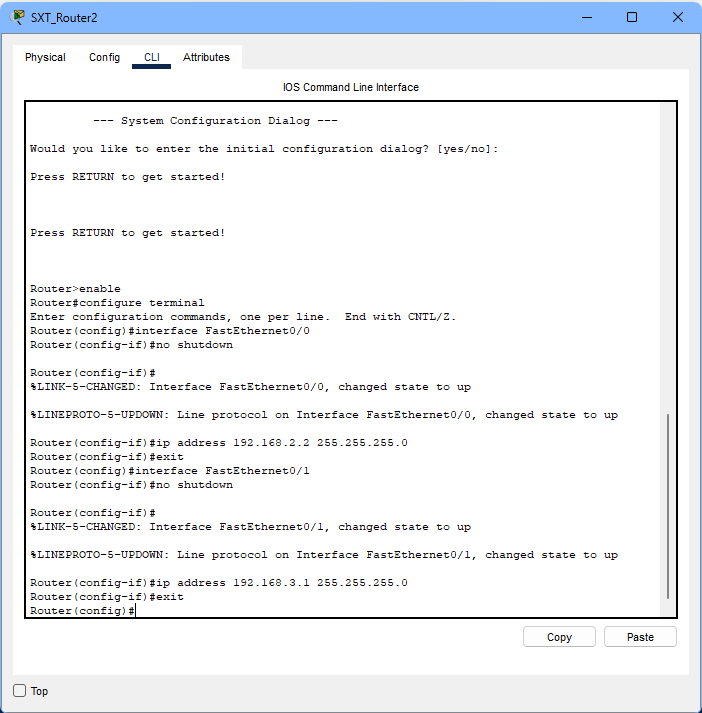 SXT_Router2
Physical Config CLI Attributes
IOS Command Line Interface
--- System Configuration Dialog ---
Would you like to enter the initial configuration dialog? [yes/no]:
Press RETURN to get started!
Press RETURN to get started!
Router>enable
Router#configure terminal
Enter configuration commands, one per line.  End with CNTL/Z.
Router(config)#interface FastEthernet0/0
Router(config-if)#no shutdown
Router(config-if)#
%LINK-5-CHANGED: Interface FastEthernet0/0, changed state to up
%LINEPROTO-5-UPDOWN: Line protocol on Interface FastEthernet0/0, changed state to up
Router(config-if)#ip address 192.168.2.2 255.255.255.0
Router(config-if)#exit
Router(config)#interface FastEthernet0/1
Router(config-if)#no shutdown
Router(config-if)#
%LINK-5-CHANGED: Interface FastEthernet0/1, changed state to up
%LINEPROTO-5-UPDOWN: Line protocol on Interface FastEthernet0/1, changed state to up
Router(config-if)#ip address 192.168.3.1 255.255.255.0
Router(config-if)#exit
Router(config)#
Copy Paste
Top